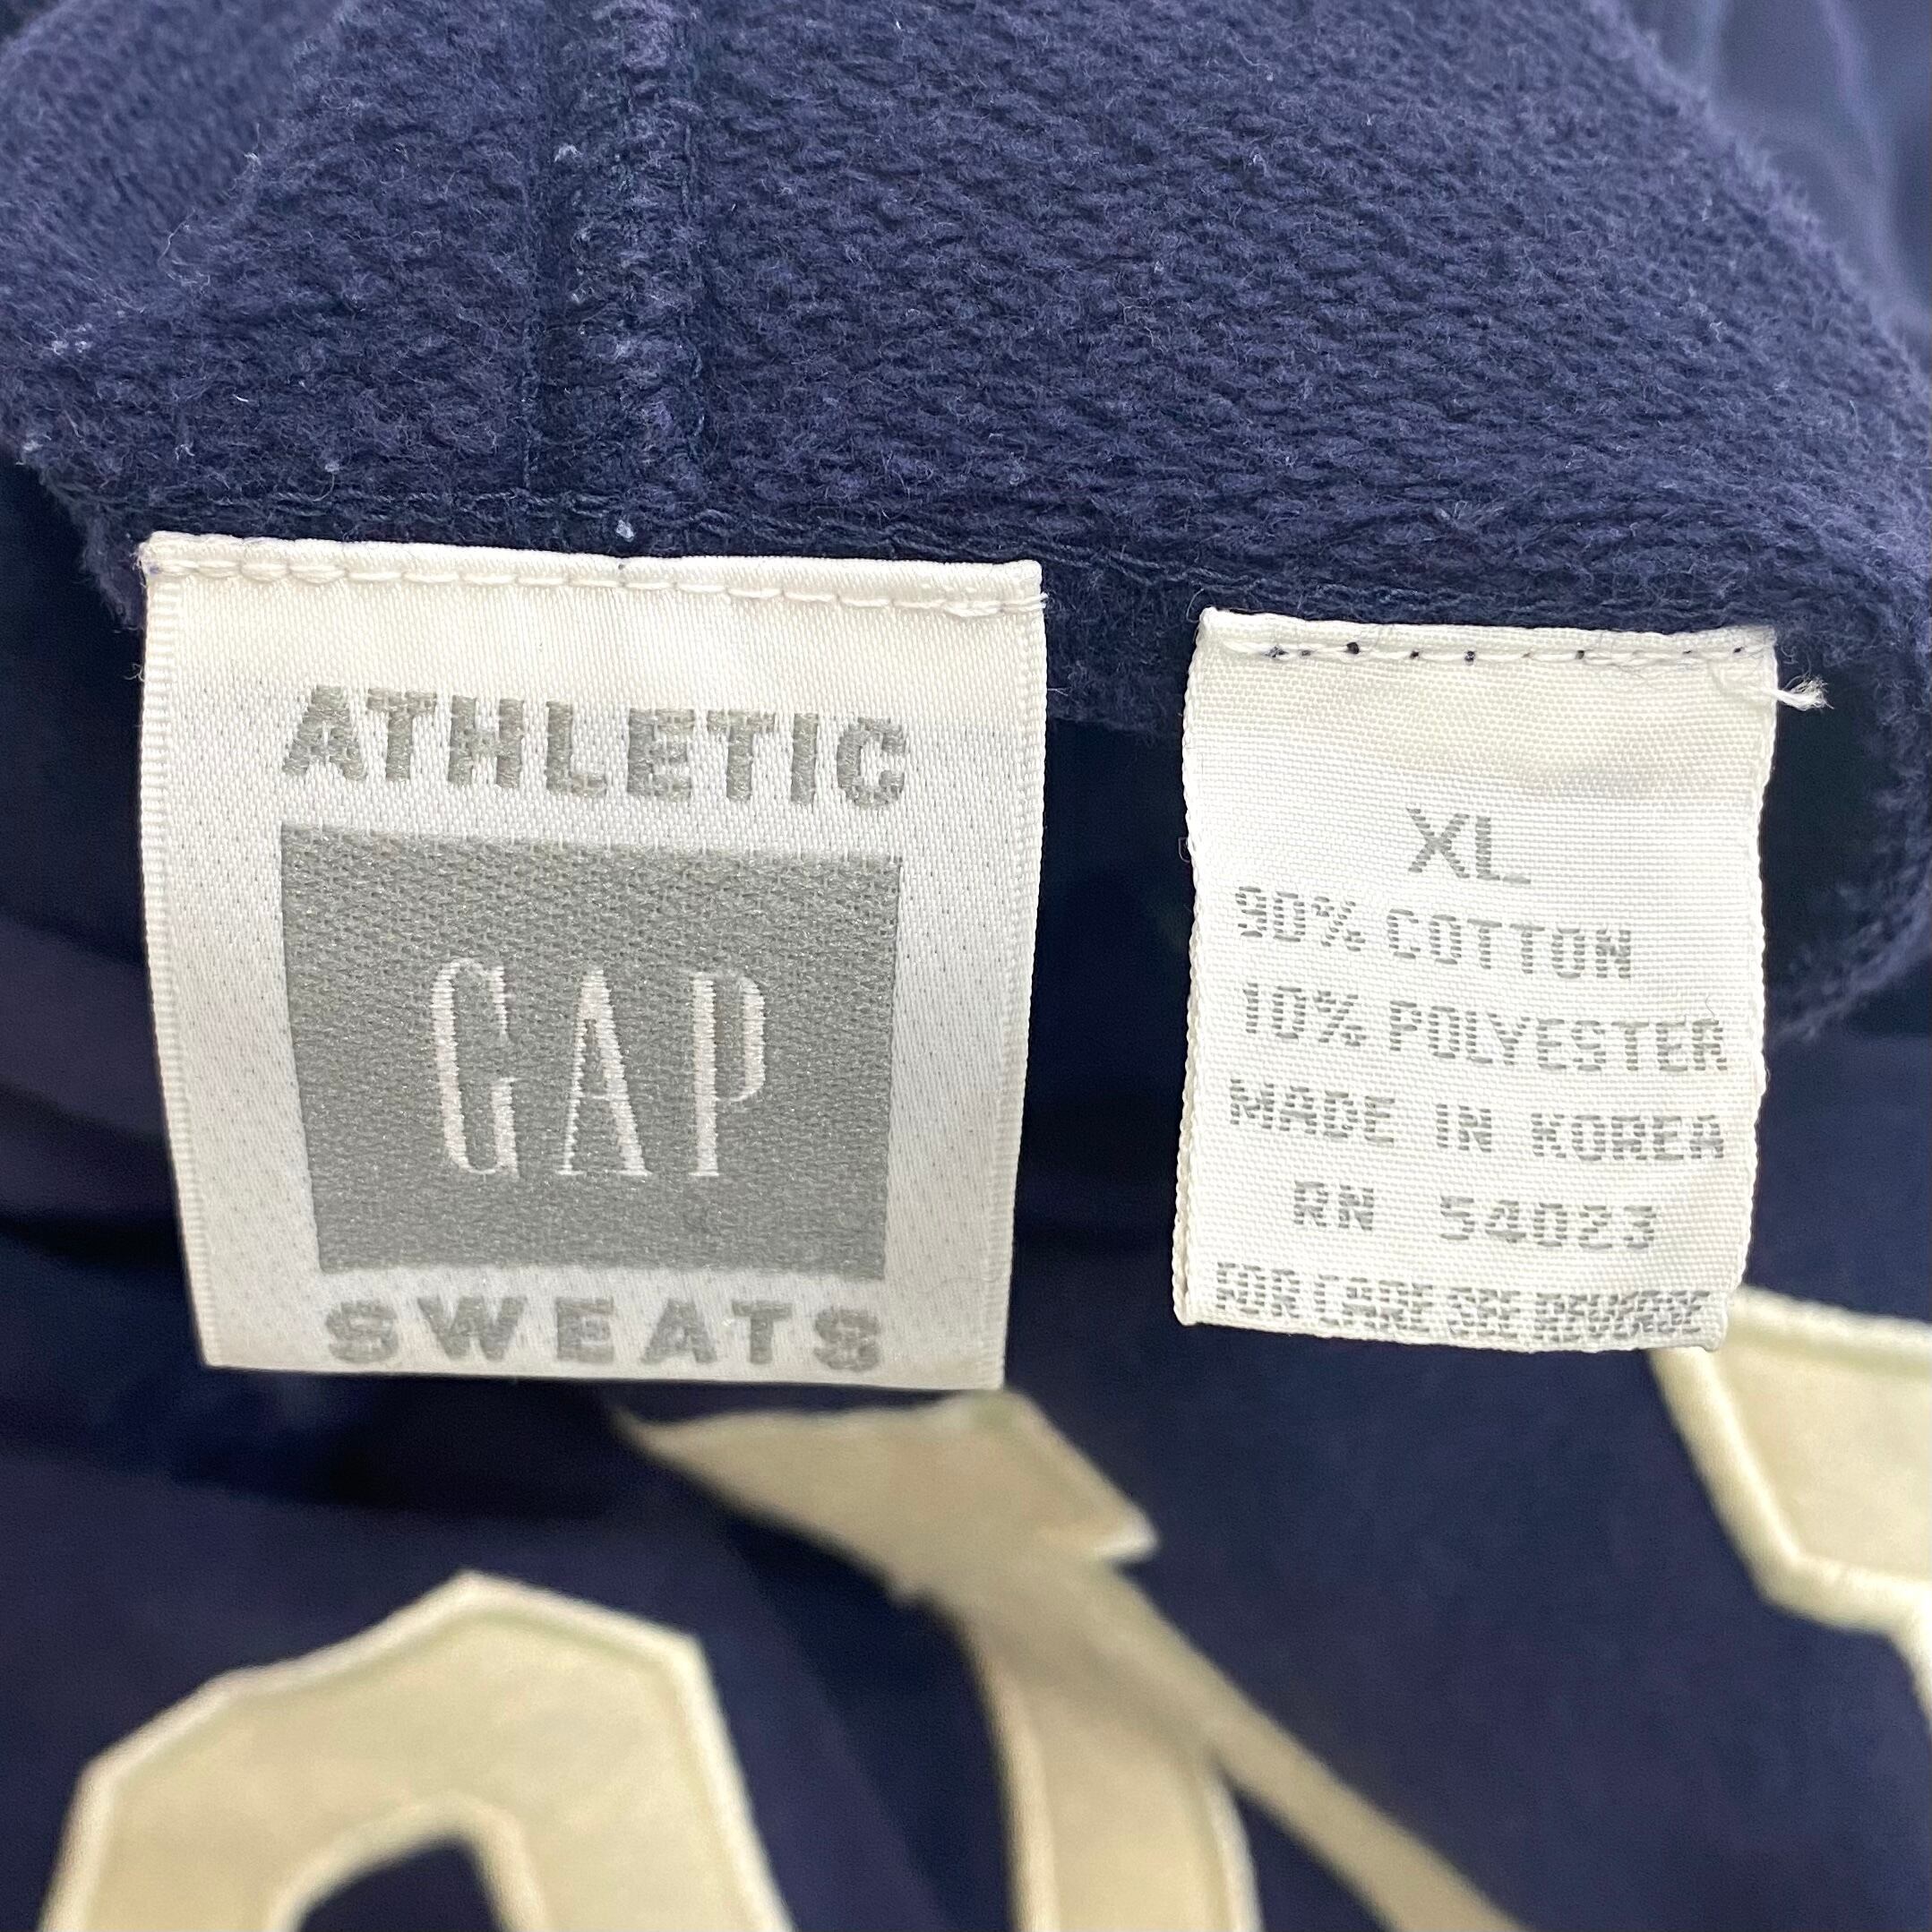 ATHLETIC
GAP
SWEATS
XL
90% COTTON
10% POLYESTER
MADE IN KOREA
RN 54023
FOR CARE SEE REVERSE